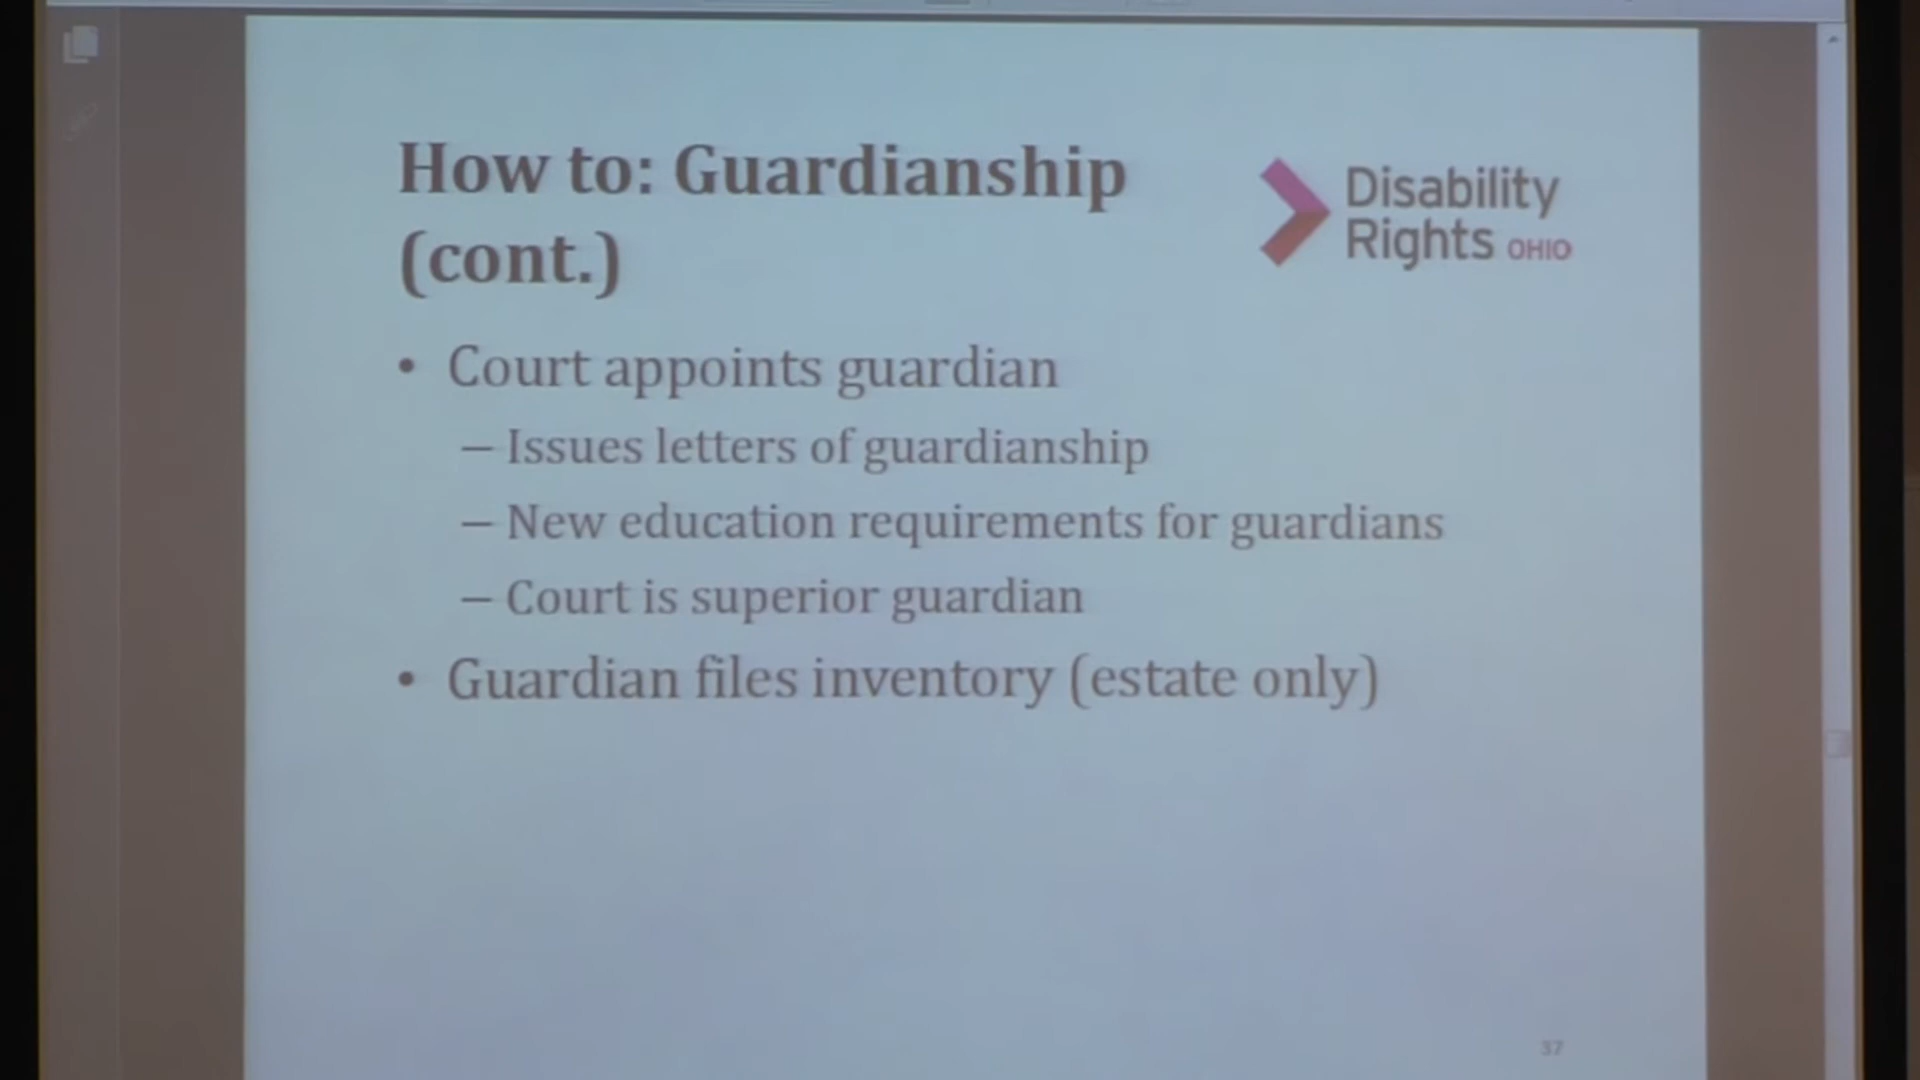 How to: Guardianship
(cont.)
Disability
Rights OHIO
• Court appoints guardian
– Issues letters of guardianship
– New education requirements for guardians
– Court is superior guardian
• Guardian files inventory (estate only)
37